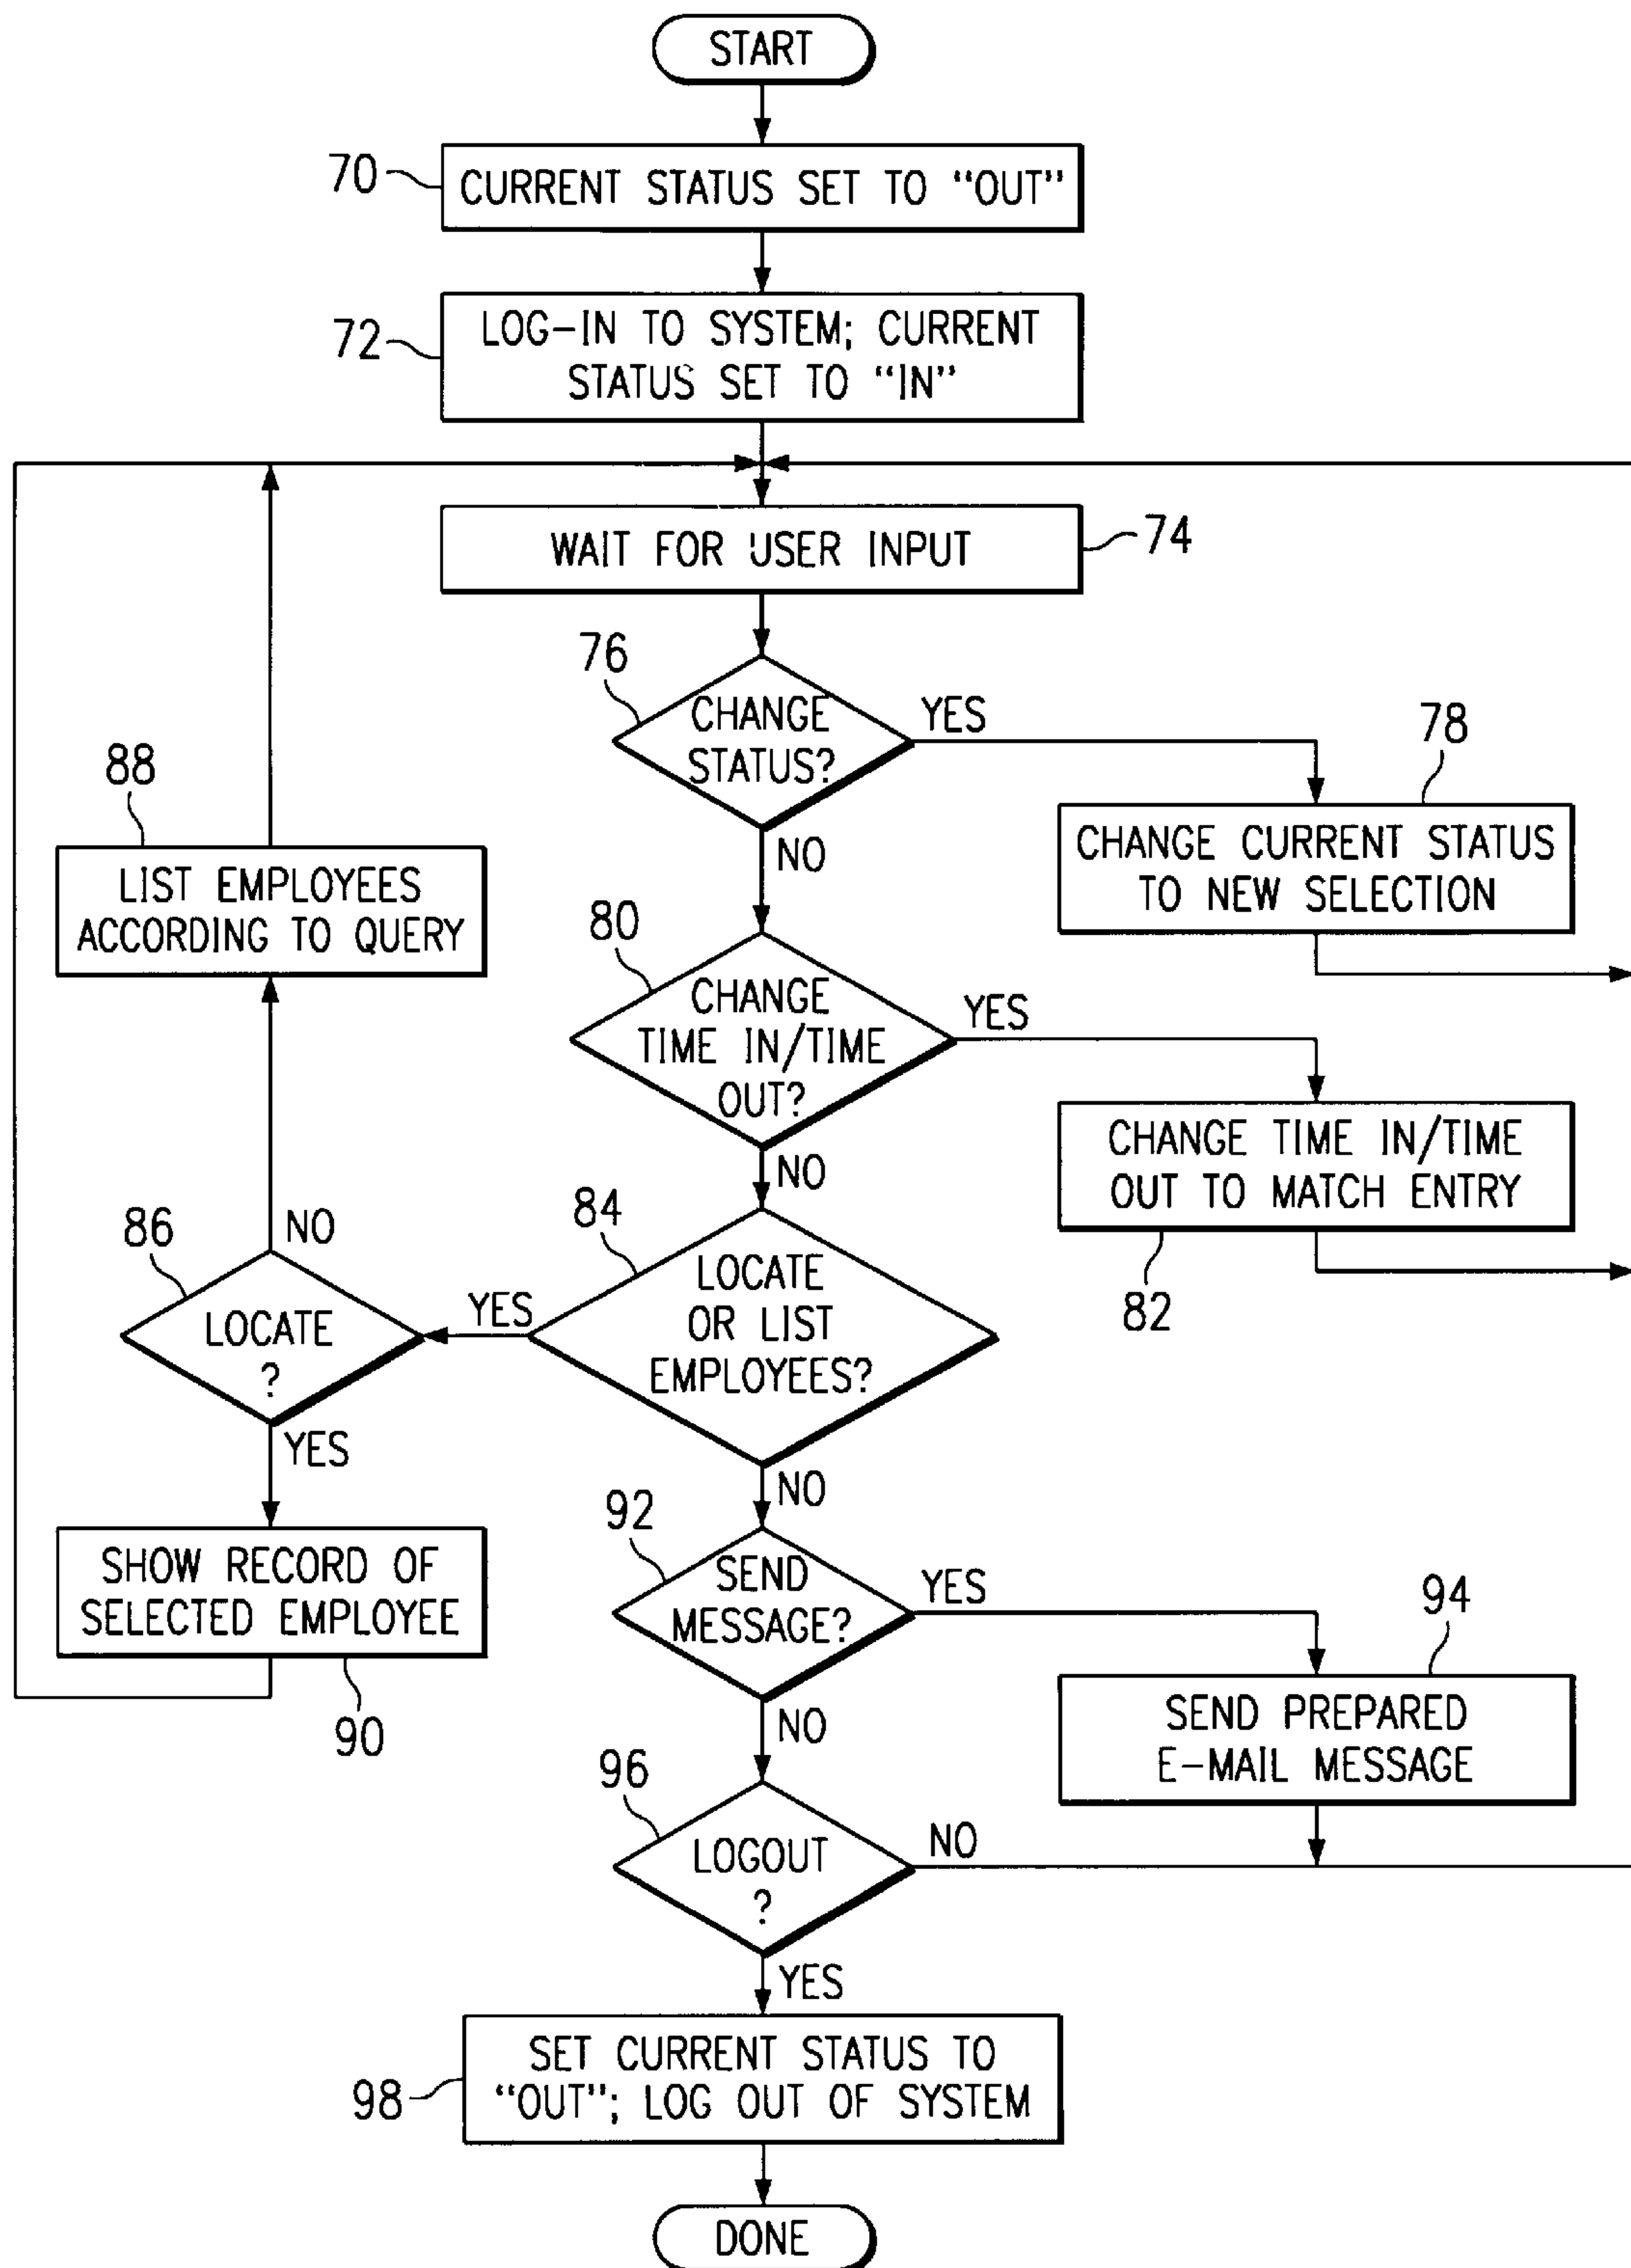 START
70
CURRENT STATUS SET TO “OUT”
72
LOG-IN TO SYSTEM; CURRENT
STATUS SET TO “IN”
WAIT FOR USER INPUT
74
76
CHANGE
STATUS?
YES
NO
78
CHANGE CURRENT STATUS
TO NEW SELECTION
88
LIST EMPLOYEES
ACCORDING TO QUERY
80
CHANGE
TIME IN/TIME
OUT?
YES
NO
CHANGE TIME IN/TIME
OUT TO MATCH ENTRY
82
84
LOCATE
OR LIST
EMPLOYEES?
YES
NO
86
NO
LOCATE
?
YES
SHOW RECORD OF
SELECTED EMPLOYEE
90
92
SEND
MESSAGE?
YES
NO
94
SEND PREPARED
E-MAIL MESSAGE
96
LOGOUT
?
NO
YES
98
SET CURRENT STATUS TO
“OUT”; LOG OUT OF SYSTEM
DONE